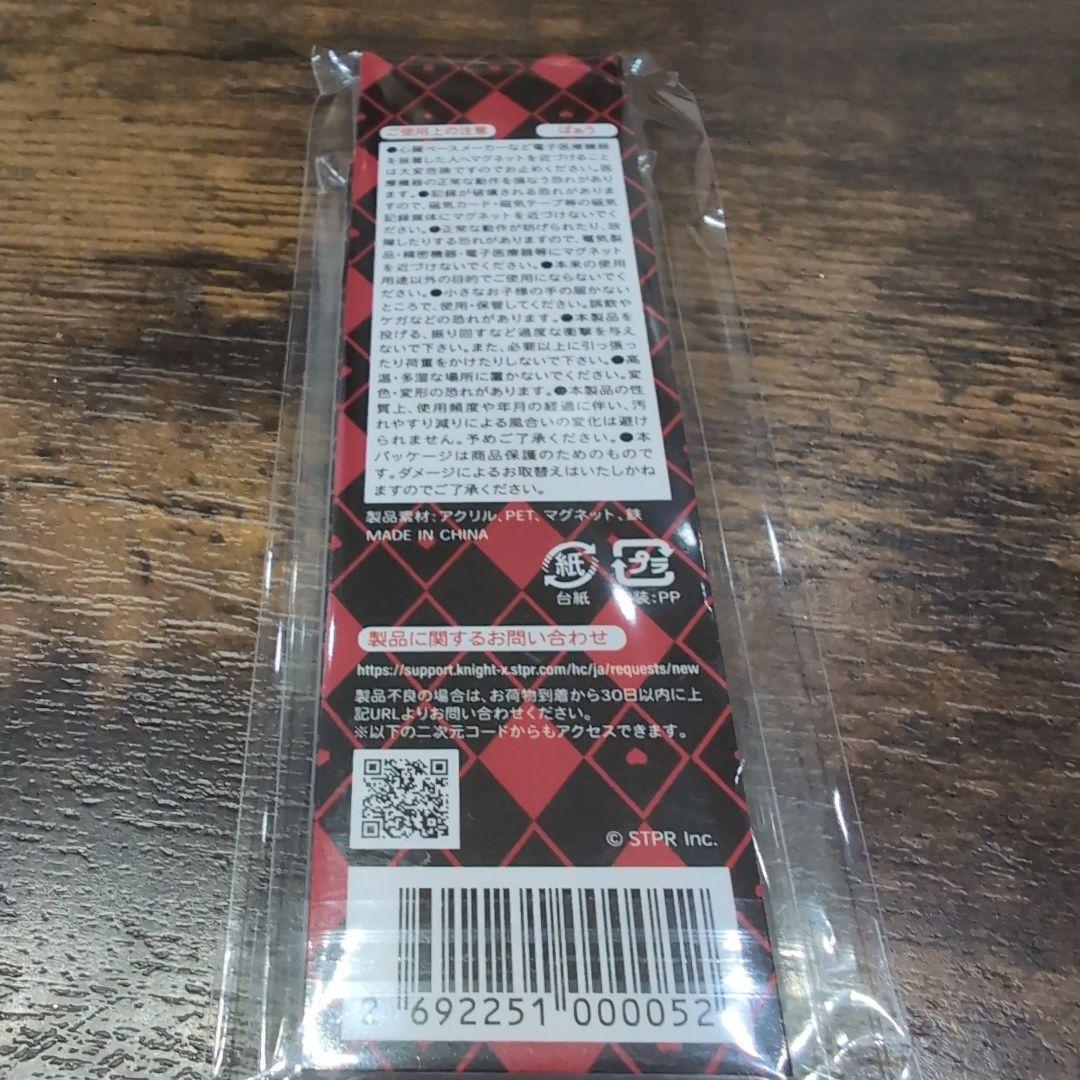 ご使用上の注意 ばぁう
●心臓ペースメーカーなど電子医療機器
を装着した人へマグネットを近づけること
は大変危険ですのでお止めください。医
療機器の正常な動作を損なう恐れがあり
ます。●記録が破壊される恐れがありま
すので、磁気カード・磁気テープ等の磁気
記録媒体にマグネットを近づけないでく
ださい。●正常な動作が妨げられたり、故
障したりする恐れがありますので、電気製
品・精密機器・電子医療器等にマグネット
を近づけないでください。●本来の使用
用途以外の目的でご使用にならないでく
ださい。●小さなお子様の手の届かない
ところで、使用・保管してください。誤飲や
ケガなどの恐れがあります。●本製品を
投げる、振り回すなど過度な衝撃を与え
ないで下さい。また、必要以上に引っ張っ
たり荷重をかけたりしないで下さい。●高
温・多湿な場所に置かないでください。変
色・変形の恐れがあります。●本製品の性
質上、使用頻度や年月の経過に伴い、汚
れやすり減りによる風合いの変化は避け
られません。予めご了承ください。●本
パッケージは商品保護のためのもので
す。ダメージによるお取替えはいたしかね
ますのでご了承ください。
製品素材:アクリル、PET、マグネット、鉄
MADE IN CHINA
紙 プラ
台紙 装:PP
製品に関するお問い合わせ
https://support.knight-x.stpr.com/hc/ja/requests/new
製品不良の場合は、お荷物到着から30日以内に上
記URLよりお問い合わせください。
※以下の二次元コードからもアクセスできます。
© STPR Inc.
2 692251 000052